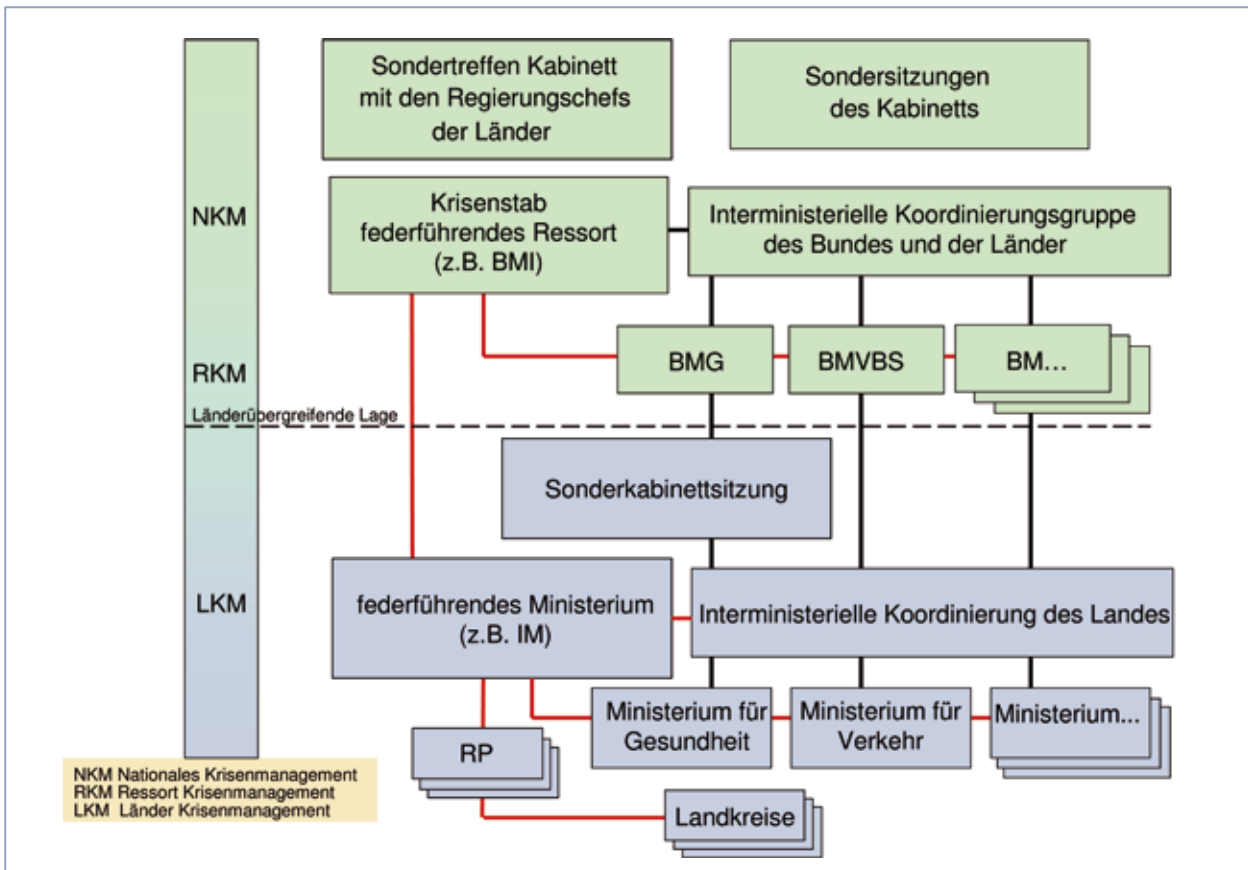 Sondertreffen Kabinett
mit den Regierungschefs
der Länder
Sondersitzungen
des Kabinetts
NKM
Krisenstab
federführendes Ressort
(z.B. BMI)
Interministerielle Koordinierungsgruppe
des Bundes und der Länder
RKM
BMG
BMVBS
BM...
Länderübergreifende Lage
Sonderkabinettsitzung
LKM
federführendes Ministerium
(z.B. IM)
Interministerielle Koordinierung des Landes
Ministerium für
Gesundheit
Ministerium für
Verkehr
Ministerium...
RP
Landkreise
NKM Nationales Krisenmanagement
RKM Ressort Krisenmanagement
LKM Länder Krisenmanagement